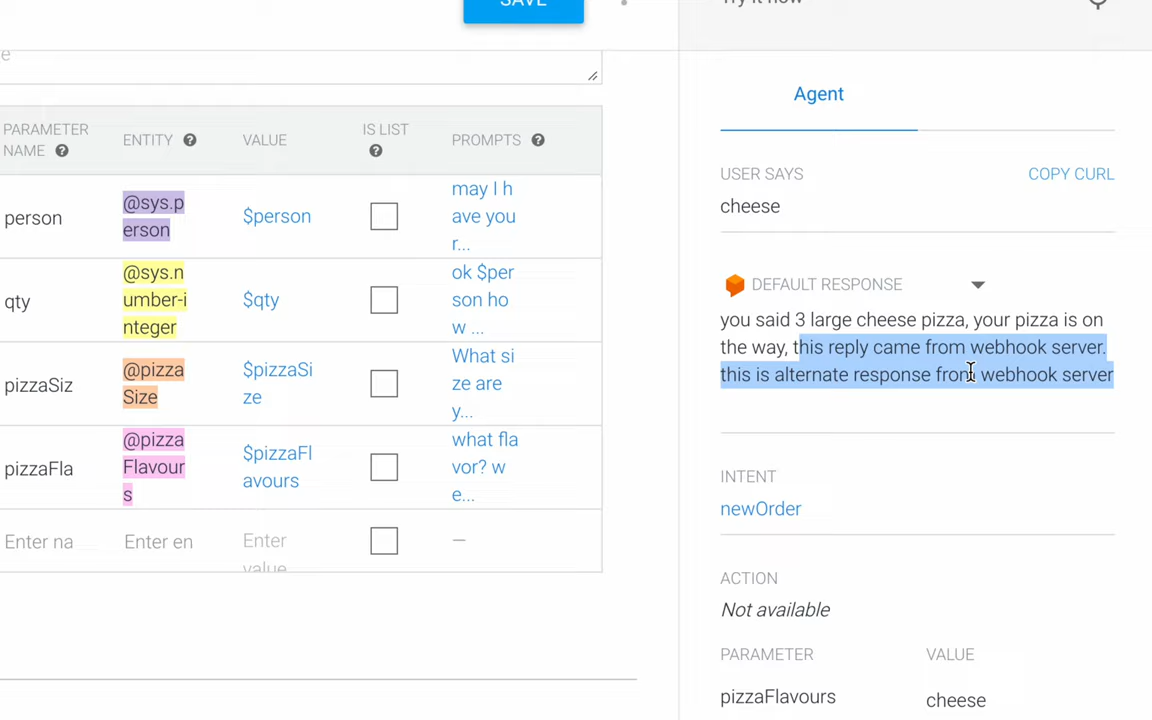 SAVE
Try it now
e
PARAMETER
NAME
ENTITY
VALUE
IS LIST
PROMPTS
person
@sys.p
erson
$person
may I h
ave you
r...
qty
@sys.n
umber-i
nteger
$qty
ok $per
son ho
w ...
pizzaSiz
@pizza
Size
$pizzaSi
ze
What si
ze are
y...
pizzaFla
@pizza
Flavour
s
$pizzaFl
avours
what fla
vor? w
e...
Enter na
Enter en
Enter
value
—
Agent
USER SAYS
COPY CURL
cheese
DEFAULT RESPONSE
you said 3 large cheese pizza, your pizza is on
the way, this reply came from webhook server.
this is alternate response from webhook server
INTENT
newOrder
ACTION
Not available
PARAMETER
VALUE
pizzaFlavours
cheese